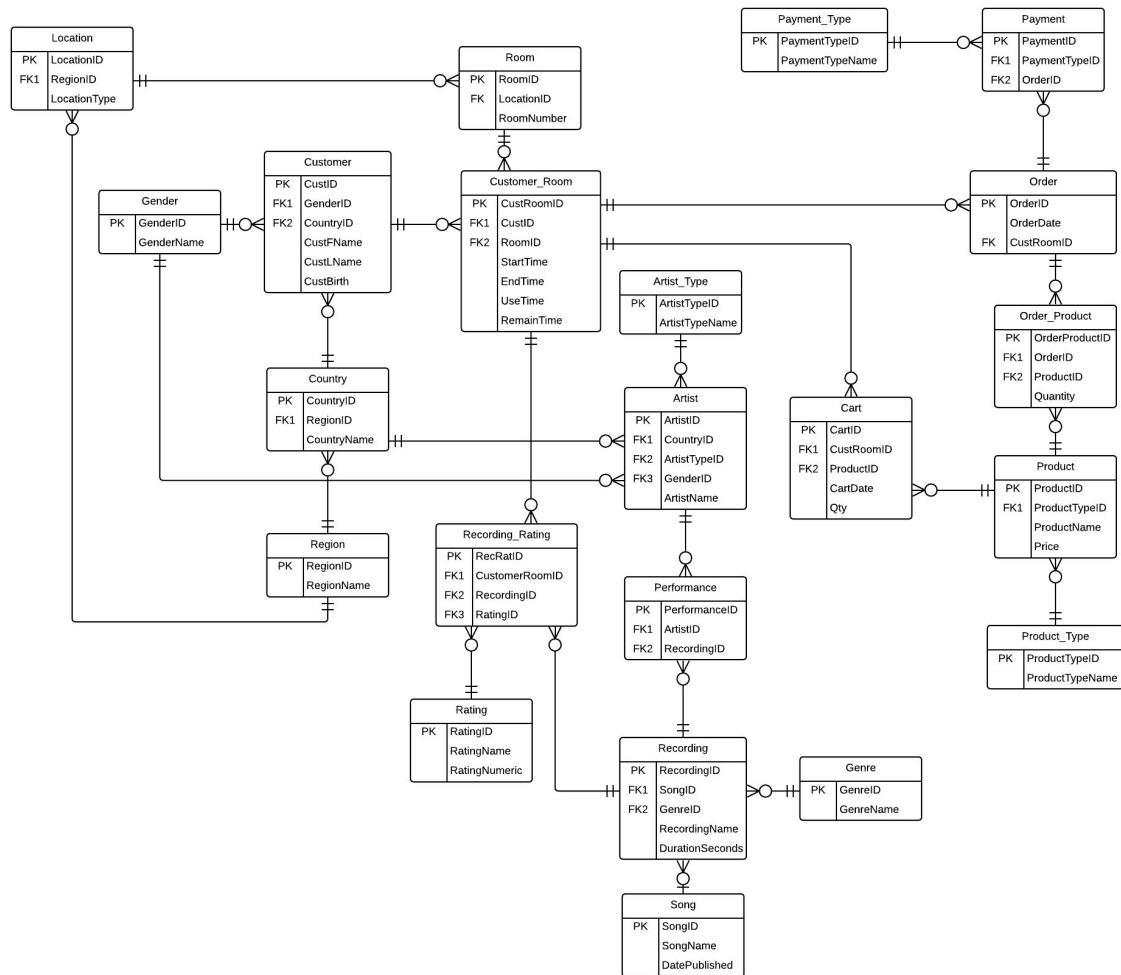 Location
PK LocationID
FK1 RegionID
LocationType
Room
PK RoomID
FK LocationID
RoomNumber
Payment_Type
PK PaymentTypeID
PaymentTypeName
Payment
PK PaymentID
FK1 PaymentTypeID
FK2 OrderID
Gender
PK GenderID
GenderName
Customer
PK CustID
FK1 GenderID
FK2 CountryID
CustFName
CustLName
CustBirth
Customer_Room
PK CustRoomID
FK1 CustID
FK2 RoomID
StartTime
EndTime
UseTime
RemainTime
Order
PK OrderID
OrderDate
FK CustRoomID
Artist_Type
PK ArtistTypeID
ArtistTypeName
Order_Product
PK OrderProductID
FK1 OrderID
FK2 ProductID
Quantity
Country
PK CountryID
FK1 RegionID
CountryName
Artist
PK ArtistID
FK1 CountryID
FK2 ArtistTypeID
FK3 GenderID
ArtistName
Cart
PK CartID
FK1 CustRoomID
FK2 ProductID
CartDate
Qty
Product
PK ProductID
FK1 ProductTypeID
ProductName
Price
Region
PK RegionID
RegionName
Recording_Rating
PK RecRatID
FK1 CustomerRoomID
FK2 RecordingID
FK3 RatingID
Performance
PK PerformanceID
FK1 ArtistID
FK2 RecordingID
Product_Type
PK ProductTypeID
ProductTypeName
Rating
PK RatingID
RatingName
RatingNumeric
Recording
PK RecordingID
FK1 SongID
FK2 GenreID
RecordingName
DurationSeconds
Genre
PK GenreID
GenreName
Song
PK SongID
SongName
DatePublished